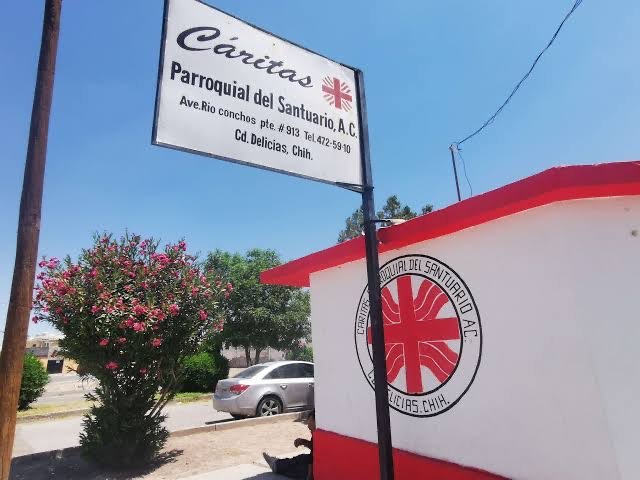 Cáritas
Parroquial del Santuario, A.C.
Ave. Rio conchos pte. # 913 Tel. 472-59-10
Cd. Delicias, Chih.
CARITAS PARROQUIAL DEL SANTUARIO A.C.
DELICIAS, CHIH.